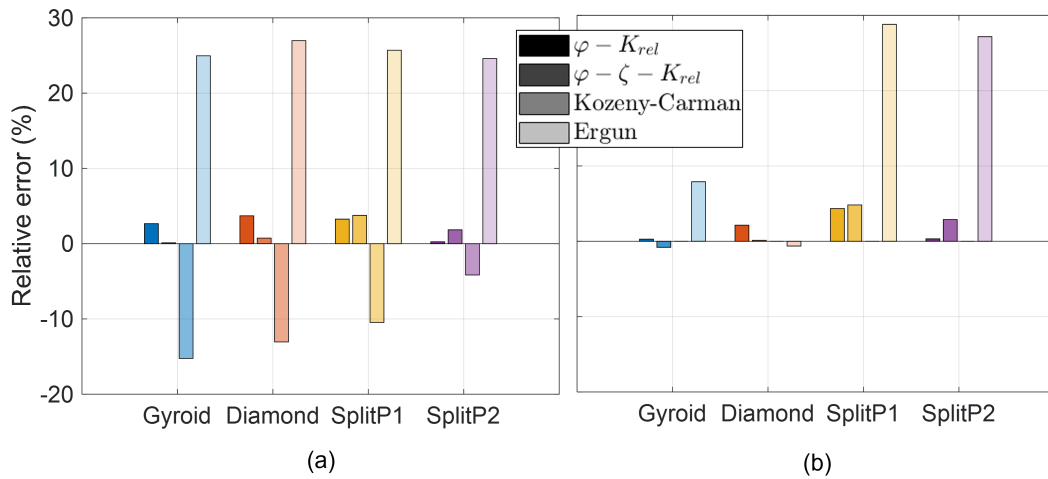 30
20
10
0
-10
-20
Relative error (%)
φ − K_rel
φ − ζ − K_rel
Kozeny-Carman
Ergun
Gyroid Diamond SplitP1 SplitP2
Gyroid Diamond SplitP1 SplitP2
(a)
(b)